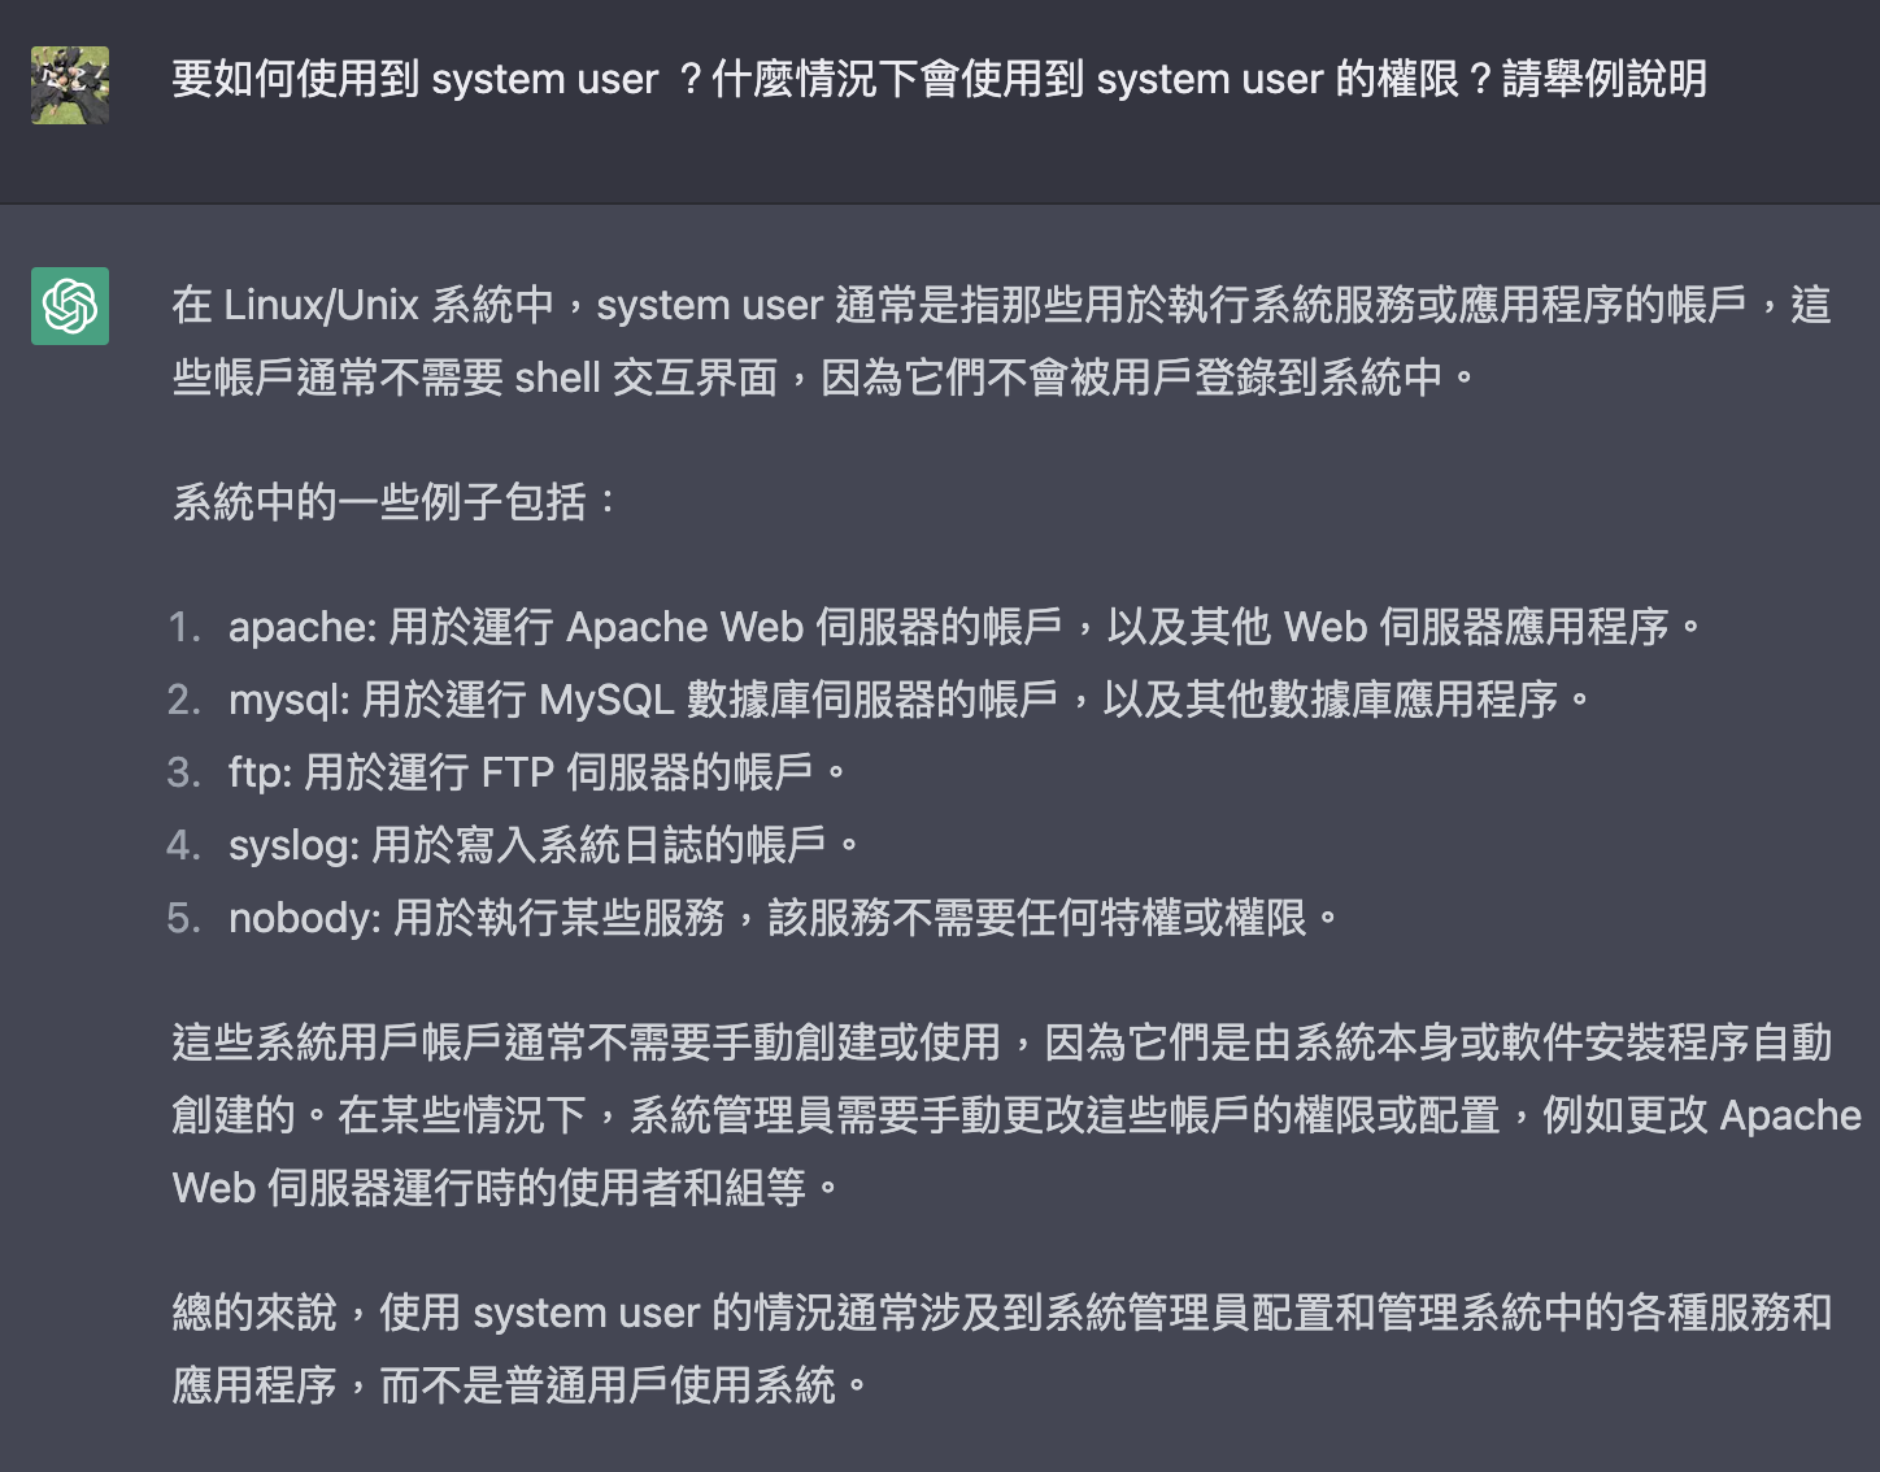 要如何使用到 system user ？什麼情況下會使用到 system user 的權限？請舉例說明
在 Linux/Unix 系統中，system user 通常是指那些用於執行系統服務或應用程序的帳戶，這
些帳戶通常不需要 shell 交互界面，因為它們不會被用戶登錄到系統中。
系統中的一些例子包括：
1. apache: 用於運行 Apache Web 伺服器的帳戶，以及其他 Web 伺服器應用程序。
2. mysql: 用於運行 MySQL 數據庫伺服器的帳戶，以及其他數據庫應用程序。
3. ftp: 用於運行 FTP 伺服器的帳戶。
4. syslog: 用於寫入系統日誌的帳戶。
5. nobody: 用於執行某些服務，該服務不需要任何特權或權限。
這些系統用戶帳戶通常不需要手動創建或使用，因為它們是由系統本身或軟件安裝程序自動
創建的。在某些情況下，系統管理員需要手動更改這些帳戶的權限或配置，例如更改 Apache
Web 伺服器運行時的使用者和組等。
總的來說，使用 system user 的情況通常涉及到系統管理員配置和管理系統中的各種服務和
應用程序，而不是普通用戶使用系統。